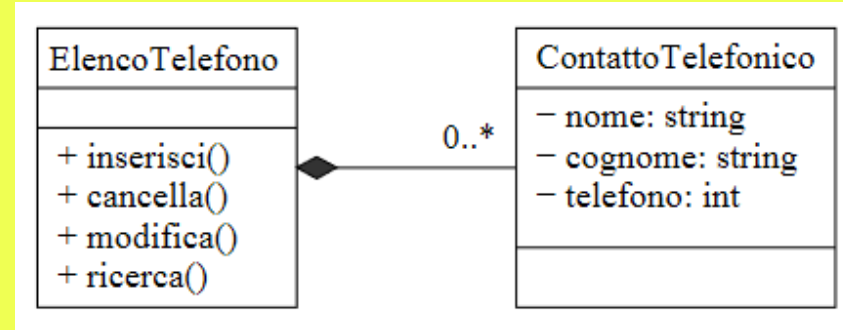 ElencoTelefono
+ inserisci()
+ cancella()
+ modifica()
+ ricerca()
0..*
ContattoTelefonico
− nome: string
− cognome: string
− telefono: int